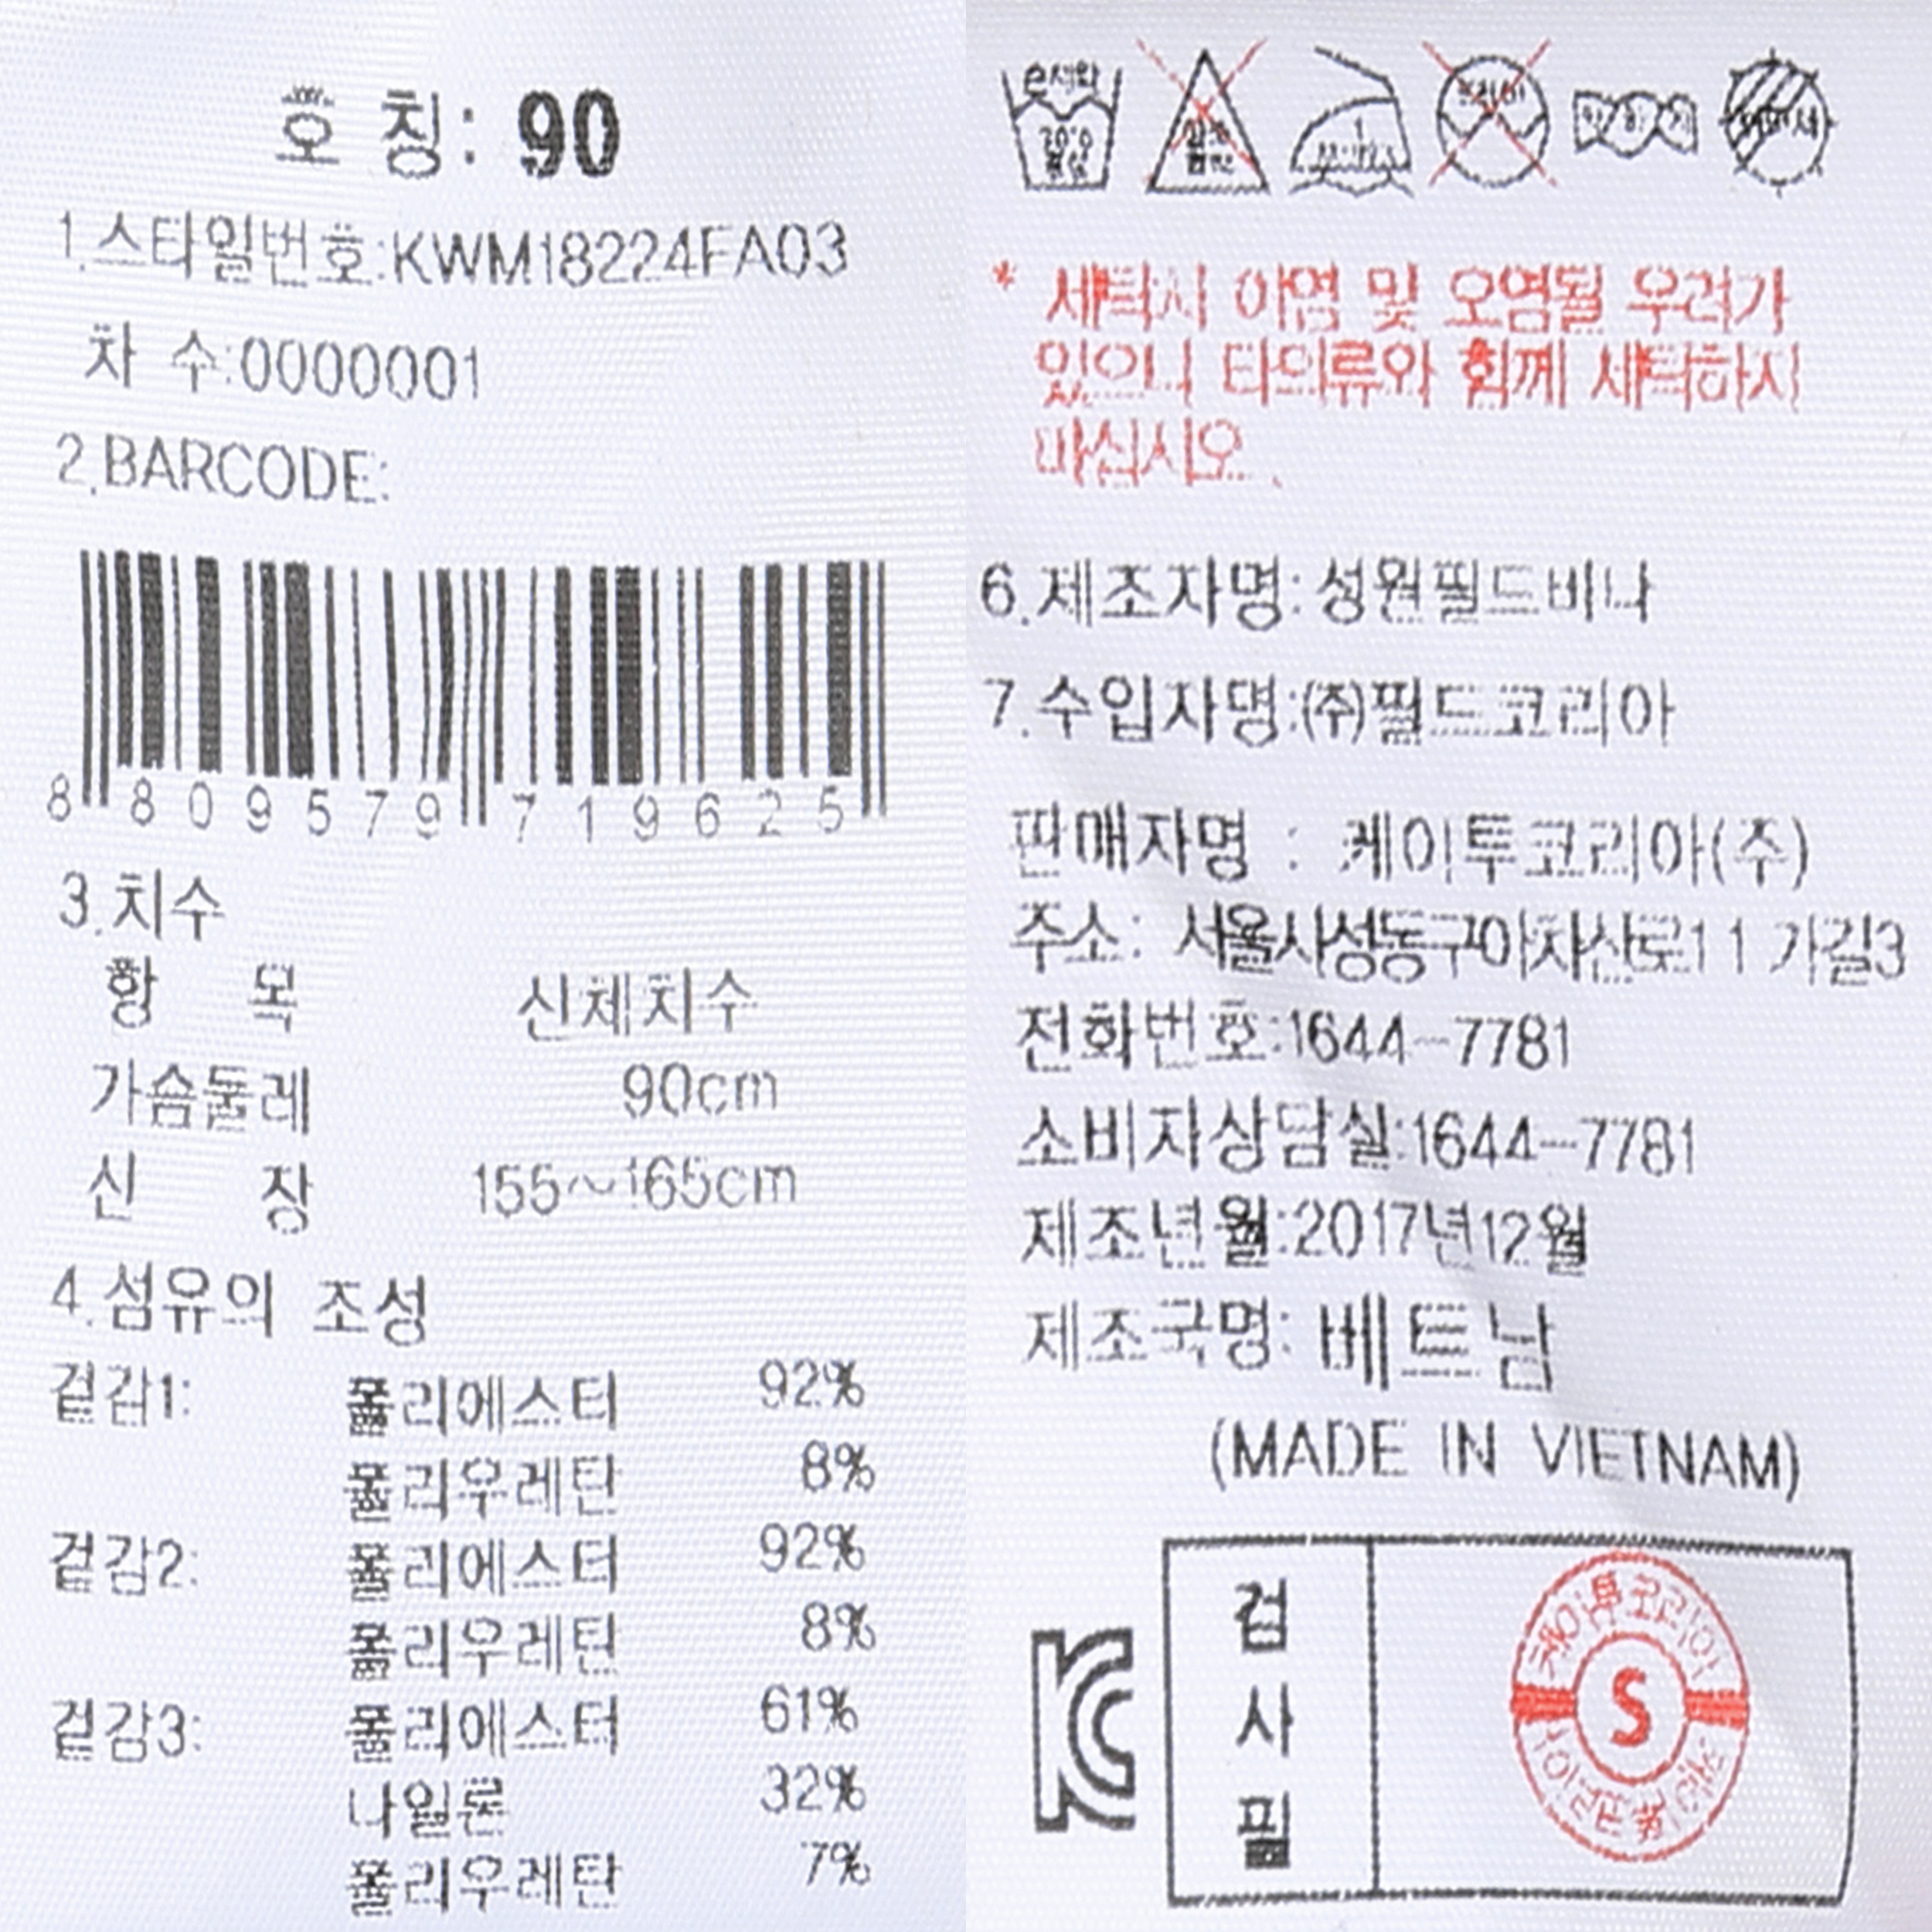 호 칭: 90
1.스타일번호:KWM18224FA03
차 수:0000001
2.BARCODE:
8 809579 719625
3.치수
항 목 신체치수
가슴둘레 90cm
신 장 155~165cm
4.섬유의 조성
겉감1: 폴리에스터 92%
폴리우레탄 8%
겉감2: 폴리에스터 92%
폴리우레탄 8%
겉감3: 폴리에스터 61%
나일론 32%
폴리우레탄 7%
손세탁
* 세탁시 이염 및 오염될 우려가
있으니 타의류와 함께 세탁하지
마십시오.
6.제조자명:성원필드비나
7.수입자명:(주)필드코리아
판매자명 : 케이투코리아(주)
주소: 서울시성동구아차산로11가길3
전화번호:1644-7781
소비자상담실:1644-7781
제조년월:2017년12월
제조국명: 베트남
(MADE IN VIETNAM)
검사필
케이투코리아
S